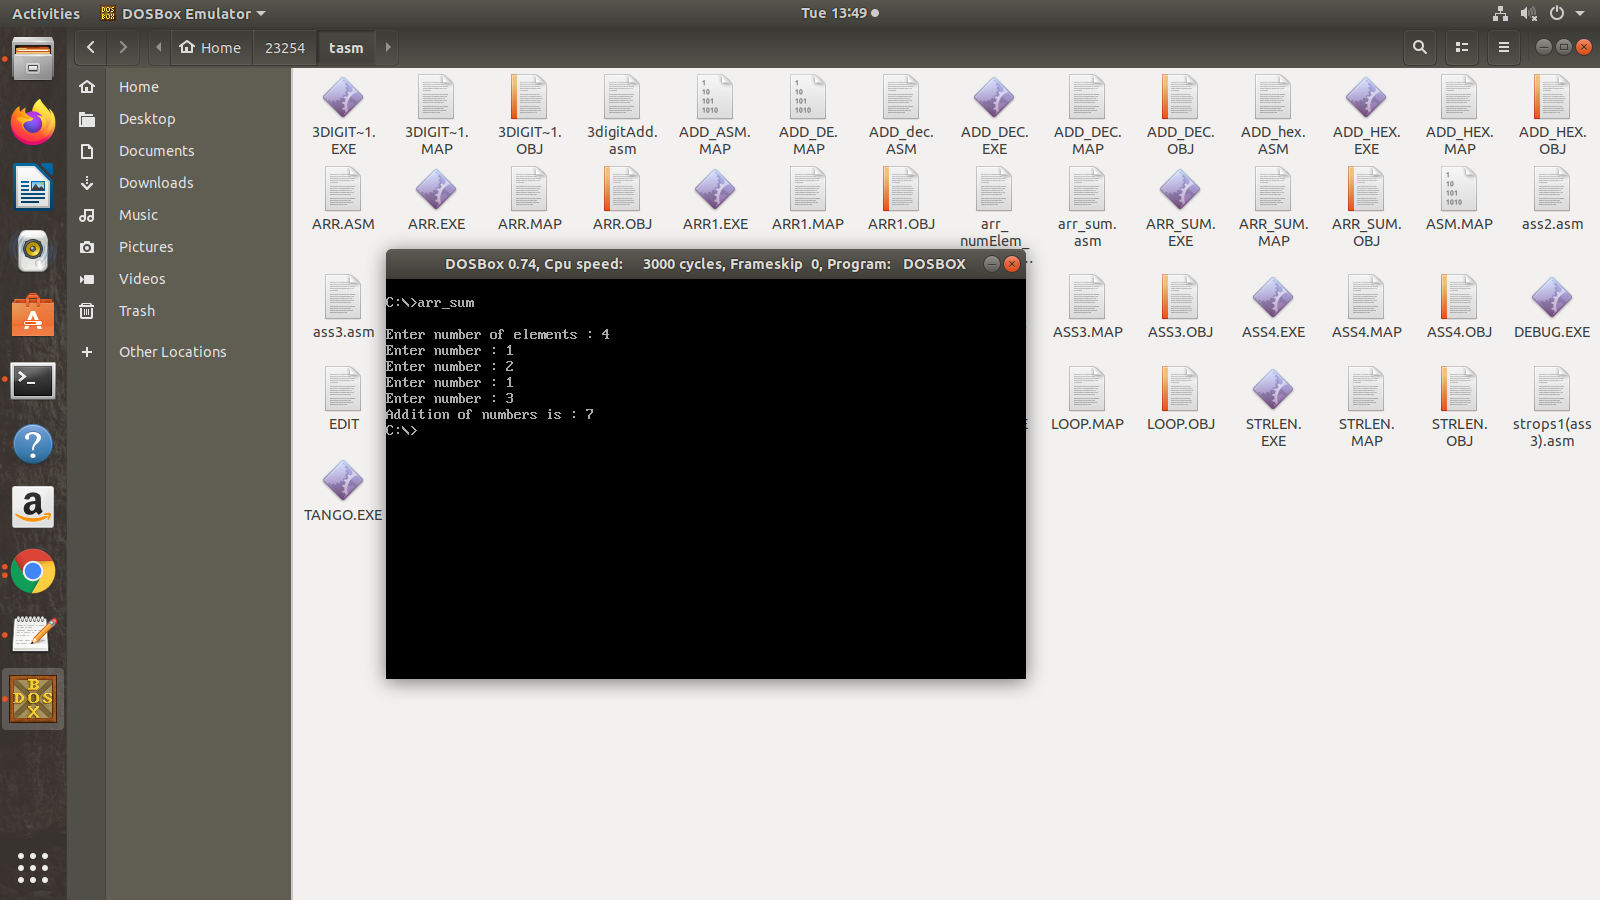 Activities
DOSBox Emulator
Tue 13:49
Home
23254
tasm
Home
Desktop
Documents
Downloads
Music
Pictures
Videos
Trash
Other Locations
3DIGIT~1.
EXE
3DIGIT~1.
MAP
3DIGIT~1.
OBJ
3digitAdd.
asm
ADD_ASM.
MAP
ADD_DE.
MAP
ADD_dec.
ASM
ADD_DEC.
EXE
ADD_DEC.
MAP
ADD_DEC.
OBJ
ADD_hex.
ASM
ADD_HEX.
EXE
ADD_HEX.
MAP
ADD_HEX.
OBJ
ARR.ASM
ARR.EXE
ARR.MAP
ARR.OBJ
ARR1.EXE
ARR1.MAP
ARR1.OBJ
arr_
numElem_
...
arr_sum.
asm
ARR_SUM.
EXE
ARR_SUM.
MAP
ARR_SUM.
OBJ
ASM.MAP
ass2.asm
ass3.asm
ASS3.MAP
ASS3.OBJ
ASS4.EXE
ASS4.MAP
ASS4.OBJ
DEBUG.EXE
EDIT
LOOP.MAP
LOOP.OBJ
STRLEN.
EXE
STRLEN.
MAP
STRLEN.
OBJ
strops1(ass
3).asm
TANGO.EXE
DOSBox 0.74, Cpu speed: 3000 cycles, Frameskip 0, Program: DOSBOX
C:\>arr_sum
Enter number of elements : 4
Enter number : 1
Enter number : 2
Enter number : 1
Enter number : 3
Addition of numbers is : 7
C:\>